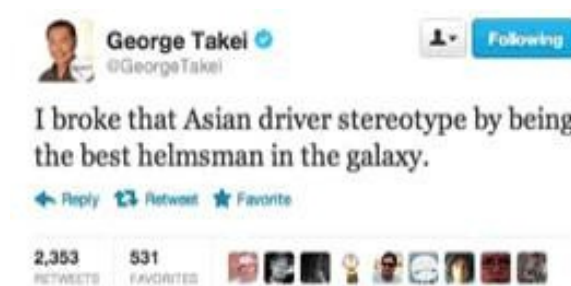 George Takei
@GeorgeTakei
Following
I broke that Asian driver stereotype by being
the best helmsman in the galaxy.
Reply Retweet Favorite
2,353 531
RETWEETS FAVORITED